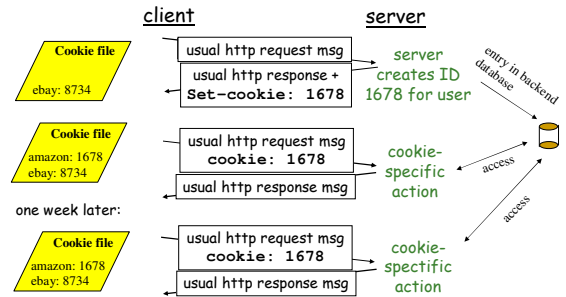 client
server
Cookie file
ebay: 8734
usual http request msg
usual http response +
Set-cookie: 1678
server
creates ID
1678 for user
entry in backend
database
Cookie file
amazon: 1678
ebay: 8734
usual http request msg
cookie: 1678
usual http response msg
cookie-
specific
action
access
access
one week later:
Cookie file
amazon: 1678
ebay: 8734
usual http request msg
cookie: 1678
usual http response msg
cookie-
spectific
action